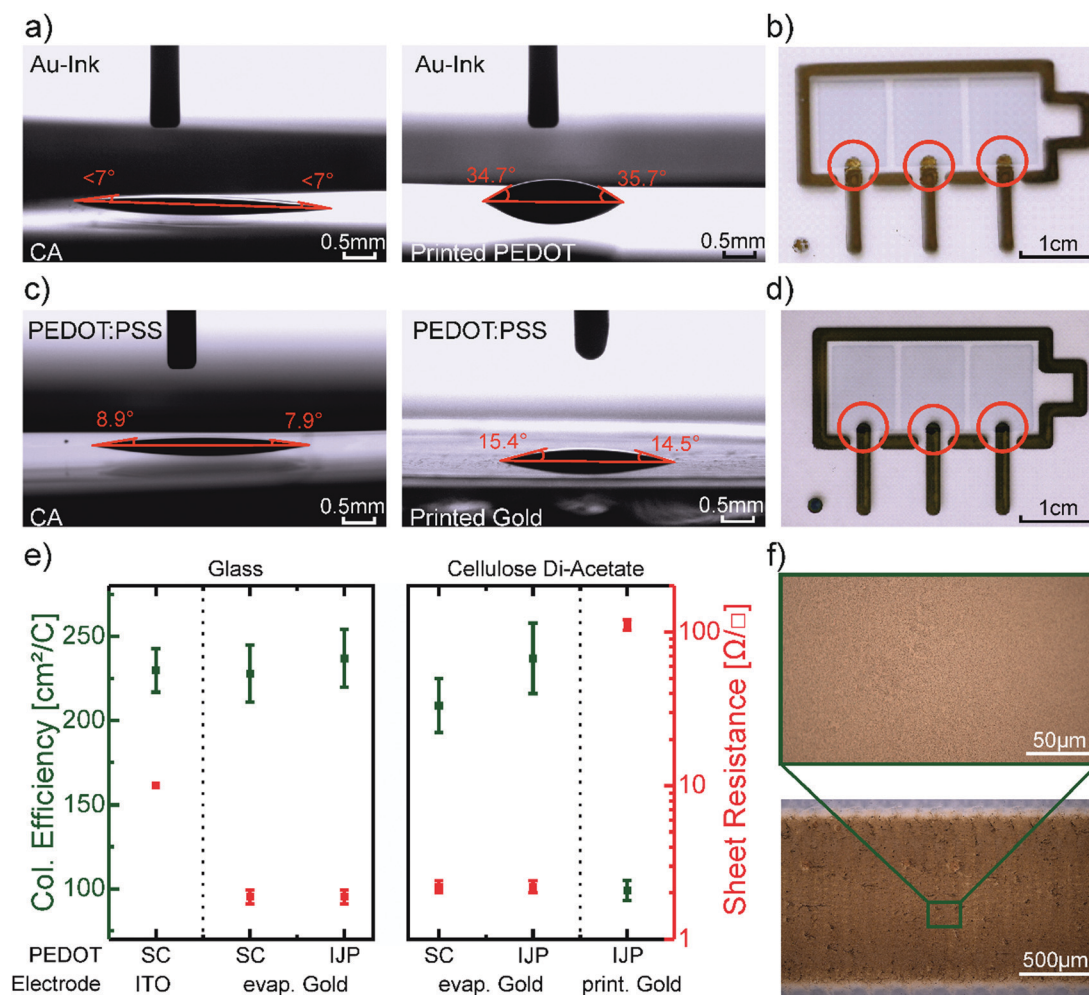 a)
Au-Ink
<7°
<7°
CA
0.5mm
Au-Ink
34.7°
35.7°
Printed PEDOT
0.5mm
b)
1cm
c)
PEDOT:PSS
8.9°
7.9°
CA
0.5mm
PEDOT:PSS
15.4°
14.5°
Printed Gold
0.5mm
d)
1cm
e)
Glass
Cellulose Di-Acetate
Col. Efficiency [cm²/C]
250
200
150
100
Sheet Resistance [Ω/□]
100
10
1
PEDOT SC SC IJP SC IJP IJP
Electrode ITO evap. Gold evap. Gold print. Gold
f)
50µm
500µm